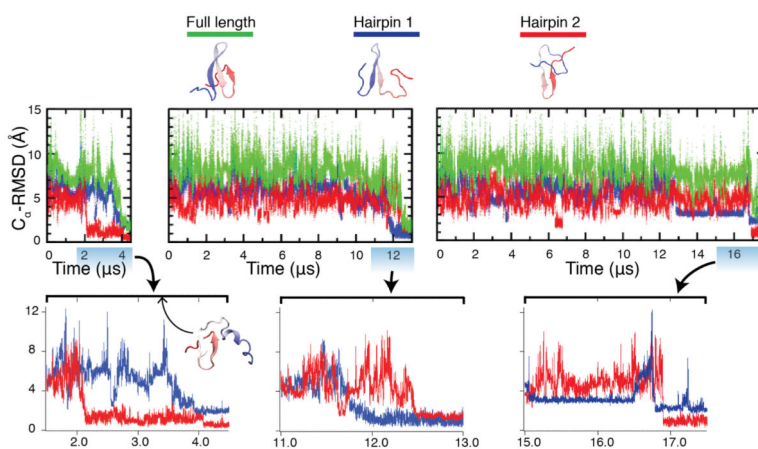 Full length Hairpin 1 Hairpin 2
Cα-RMSD (Å)
15
10
5
0
0 2 4
0 2 4 6 8 10 12
0 2 4 6 8 10 12 14 16
Time (μs) Time (μs) Time (μs)
12
8
4
0
2.0 3.0 4.0
11.0 12.0 13.0
15.0 16.0 17.0